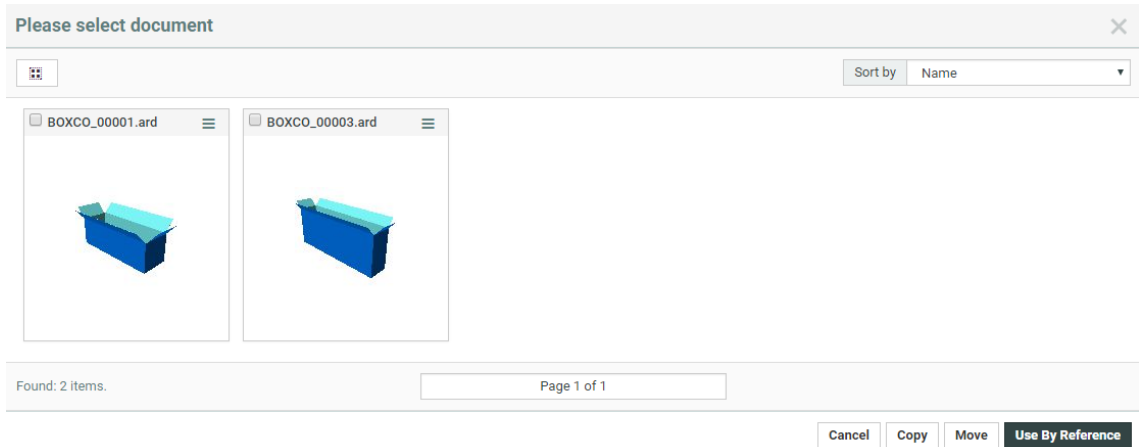 Please select document
Sort by Name
BOXCO_00001.ard BOXCO_00003.ard
Found: 2 items. Page 1 of 1
Cancel Copy Move Use By Reference